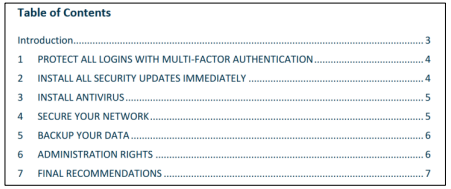 Table of Contents
Introduction........................................................................................................ 3
1 PROTECT ALL LOGINS WITH MULTI-FACTOR AUTHENTICATION................................ 4
2 INSTALL ALL SECURITY UPDATES IMMEDIATELY .................................................... 4
3 INSTALL ANTIVIRUS......................................................................................... 5
4 SECURE YOUR NETWORK................................................................................. 5
5 BACKUP YOUR DATA ....................................................................................... 6
6 ADMINISTRATION RIGHTS ............................................................................... 6
7 FINAL RECOMMENDATIONS ............................................................................. 7